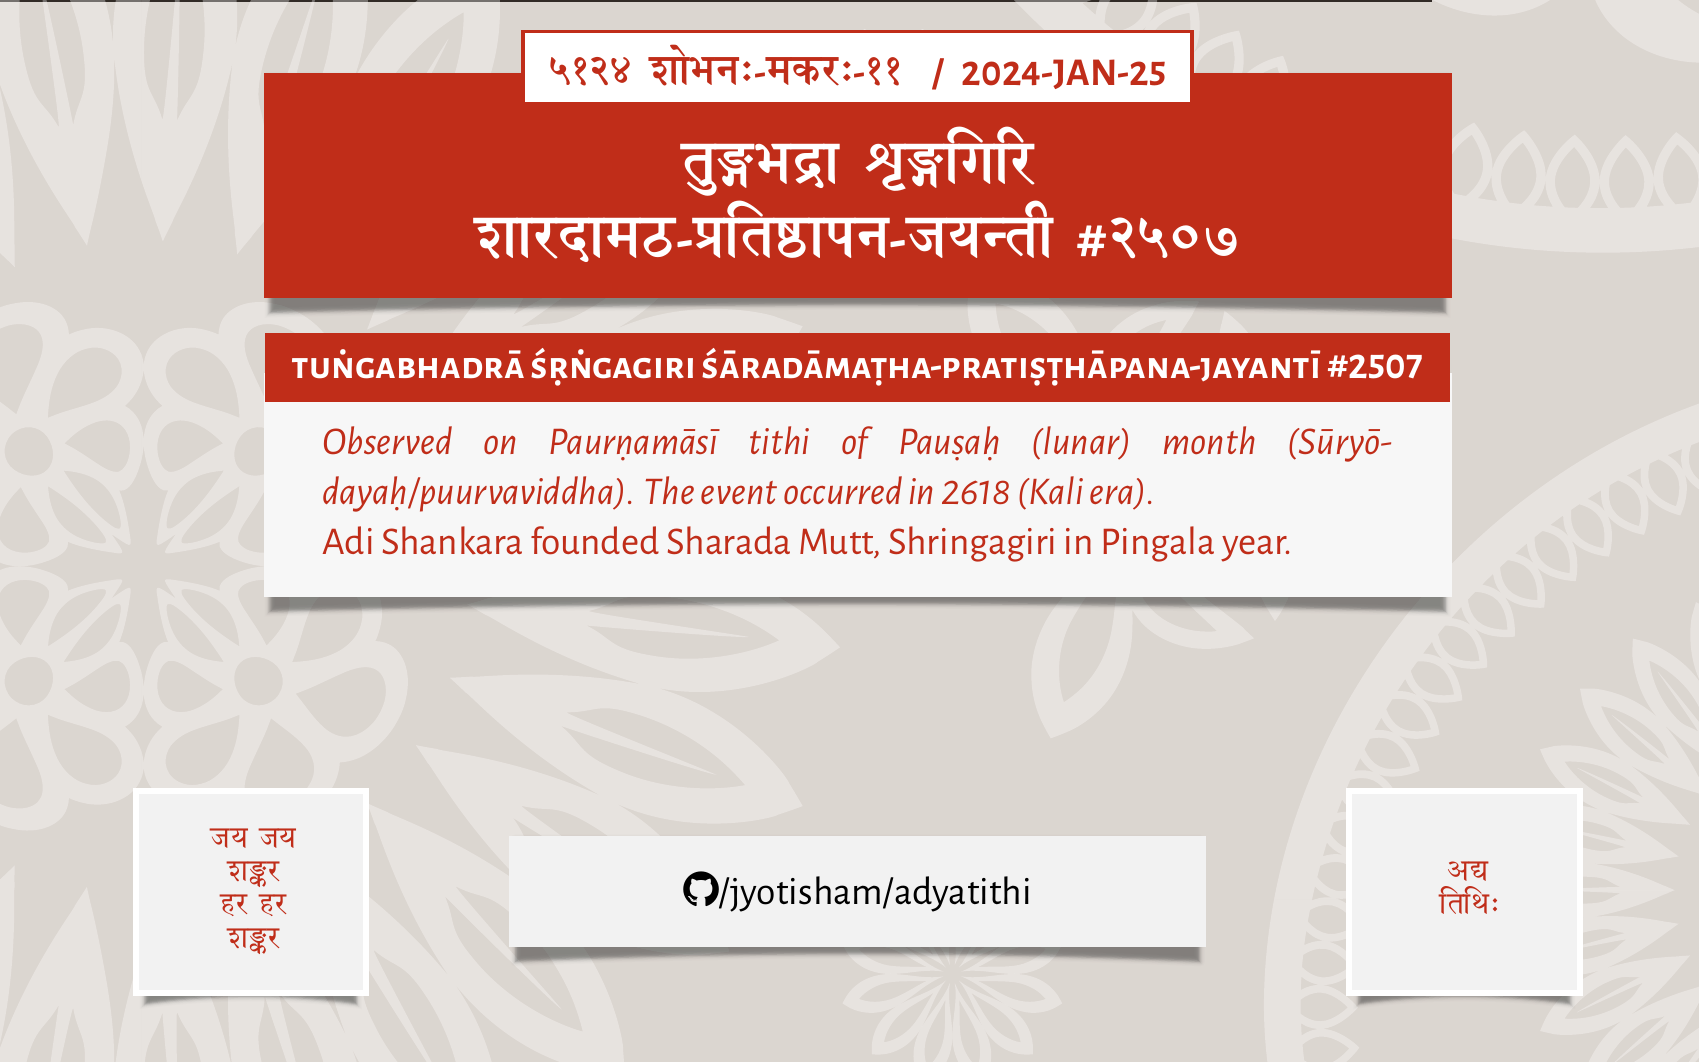 ५१२४ शोभनः-मकरः-११ / 2024-JAN-25
तुङ्गभद्रा श‍ृङ्गगिरि
शारदामठ-प्रतिष्ठापन-जयन्ती #२५०७
TUṄGABHADRĀ ŚṚṄGAGIRI ŚĀRADĀMAṬHA-PRATIṢṬHĀPANA-JAYANTĪ #2507
Observed on Paurṇamāsī tithi of Pauṣaḥ (lunar) month (Sūryō-
dayaḥ/puurvaviddha). The event occurred in 2618 (Kali era).
Adi Shankara founded Sharada Mutt, Shringagiri in Pingala year.
जय जय
शङ्कर
हर हर
शङ्कर
/jyotisham/adyatithi
अद्य
तिथिः